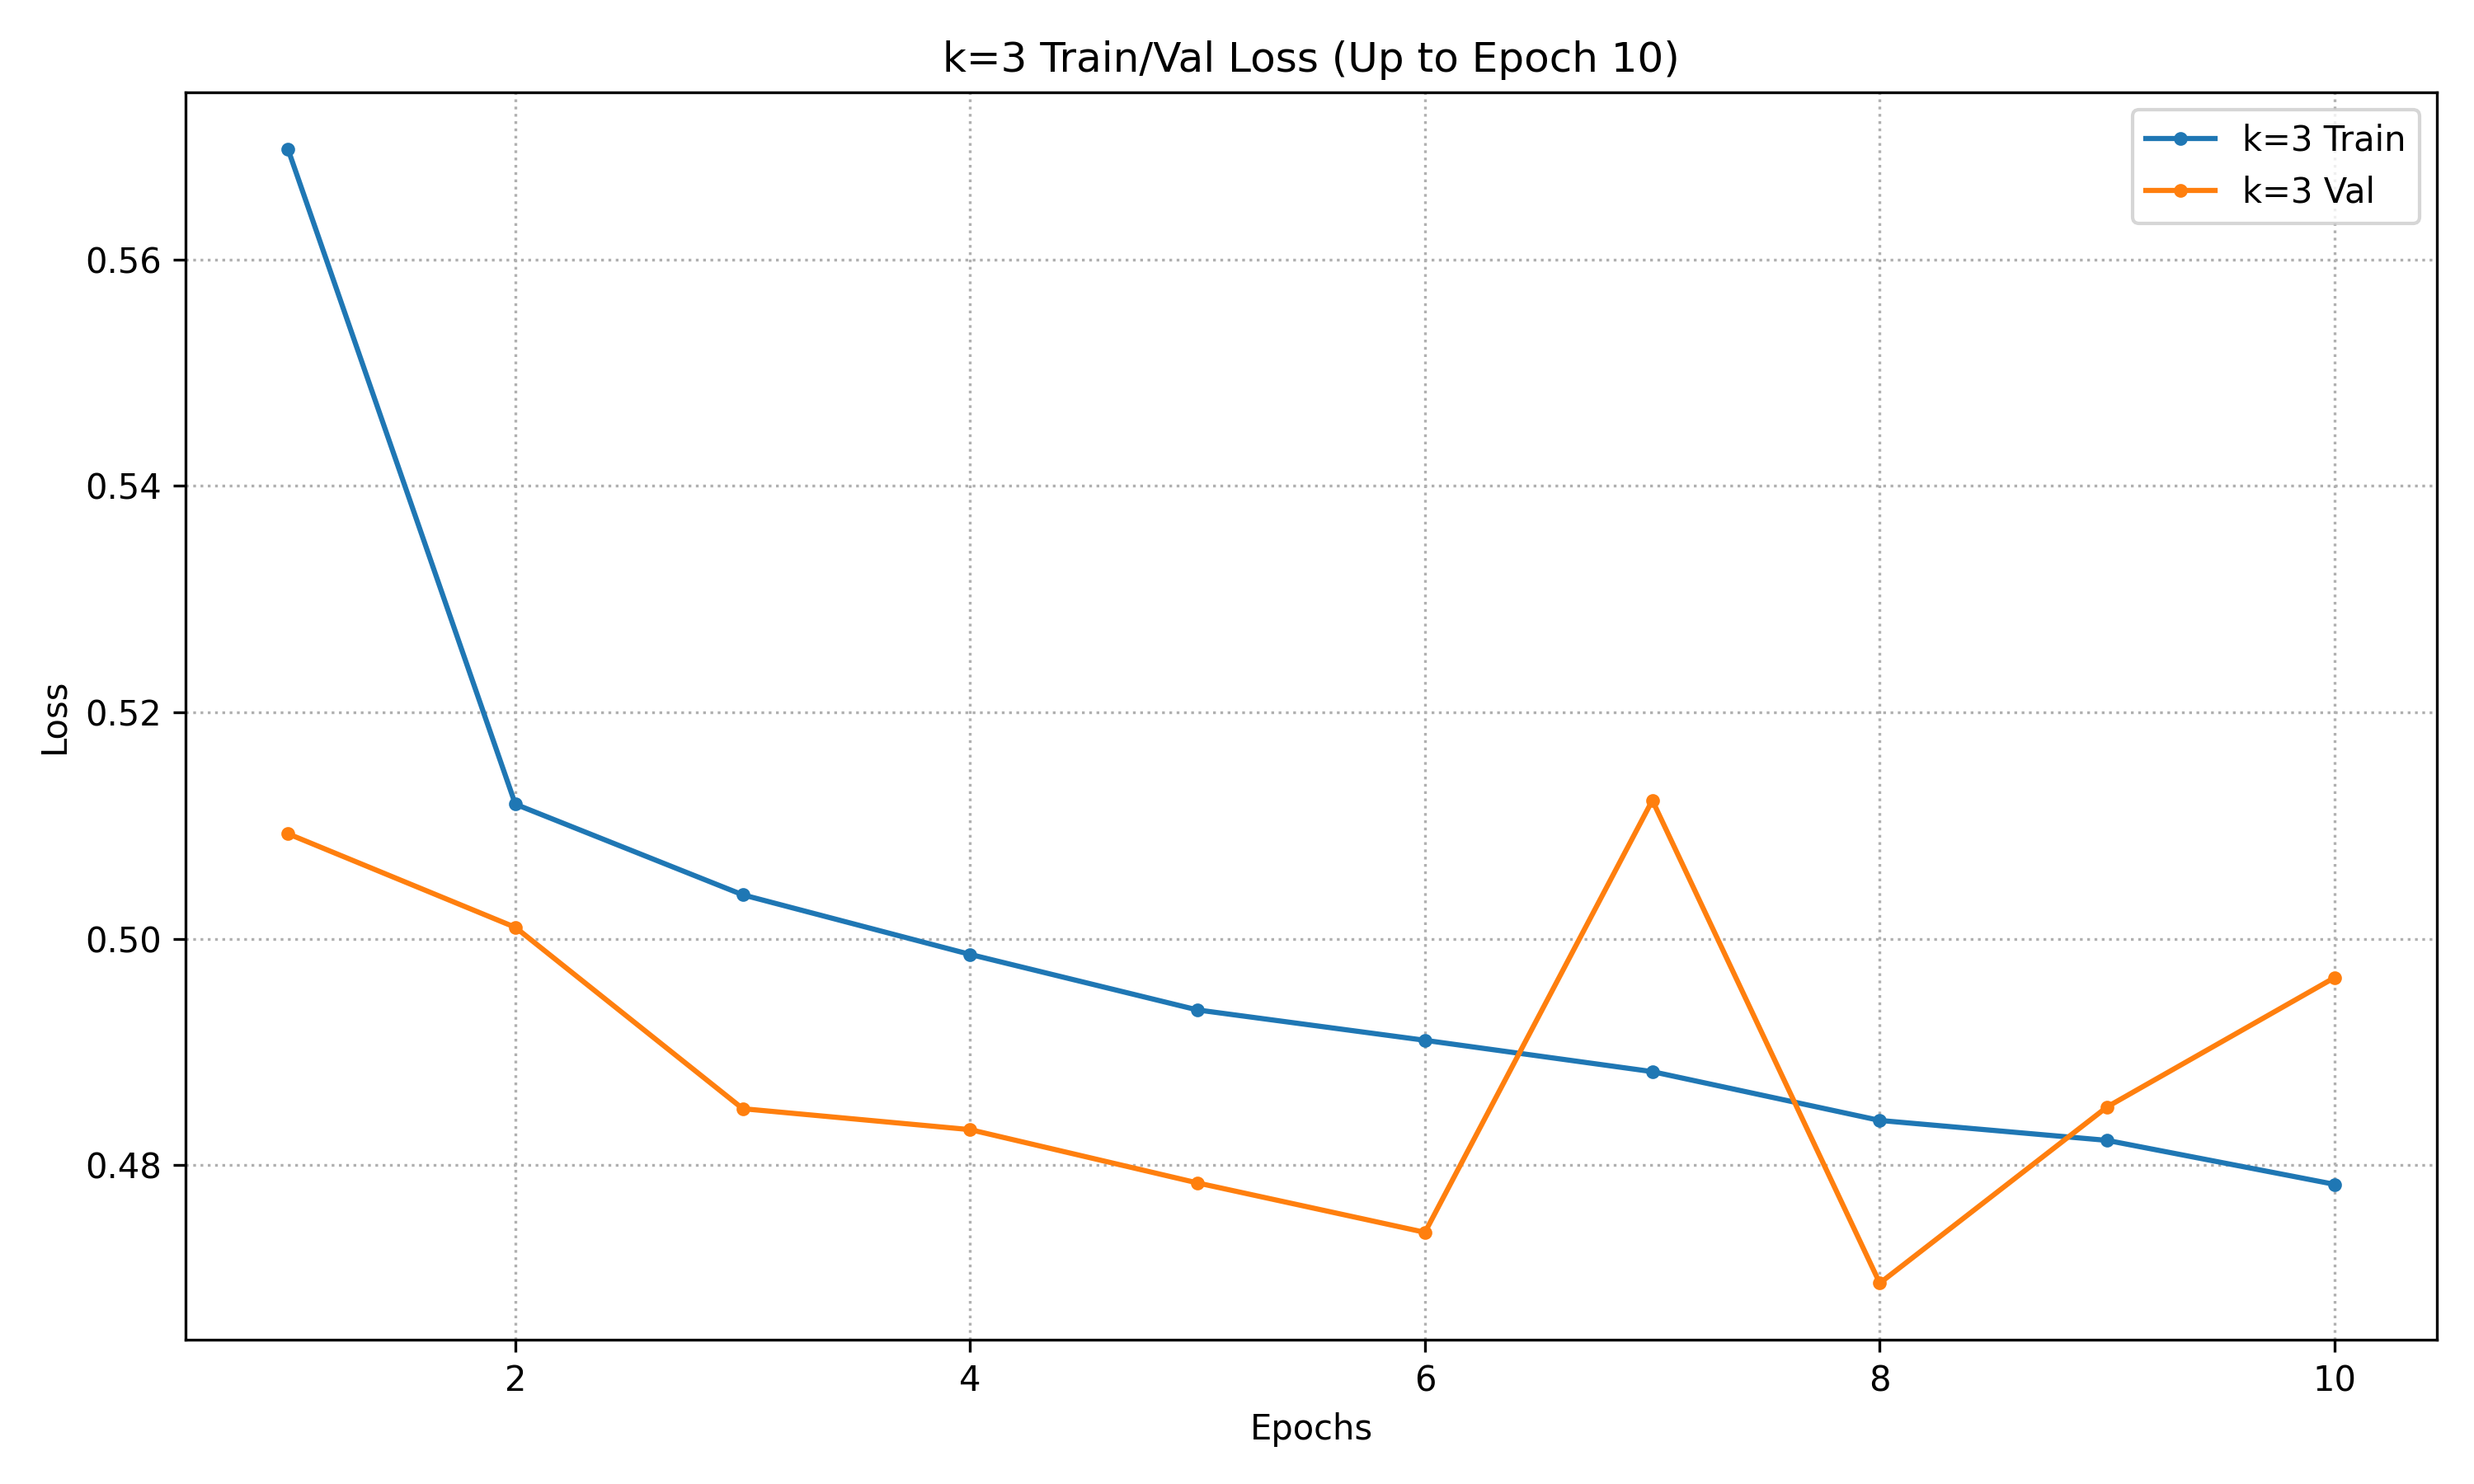 k=3 Train/Val Loss (Up to Epoch 10)
k=3 Train
k=3 Val
0.56
0.54
0.52
0.50
0.48
Loss
2 4 6 8 10
Epochs